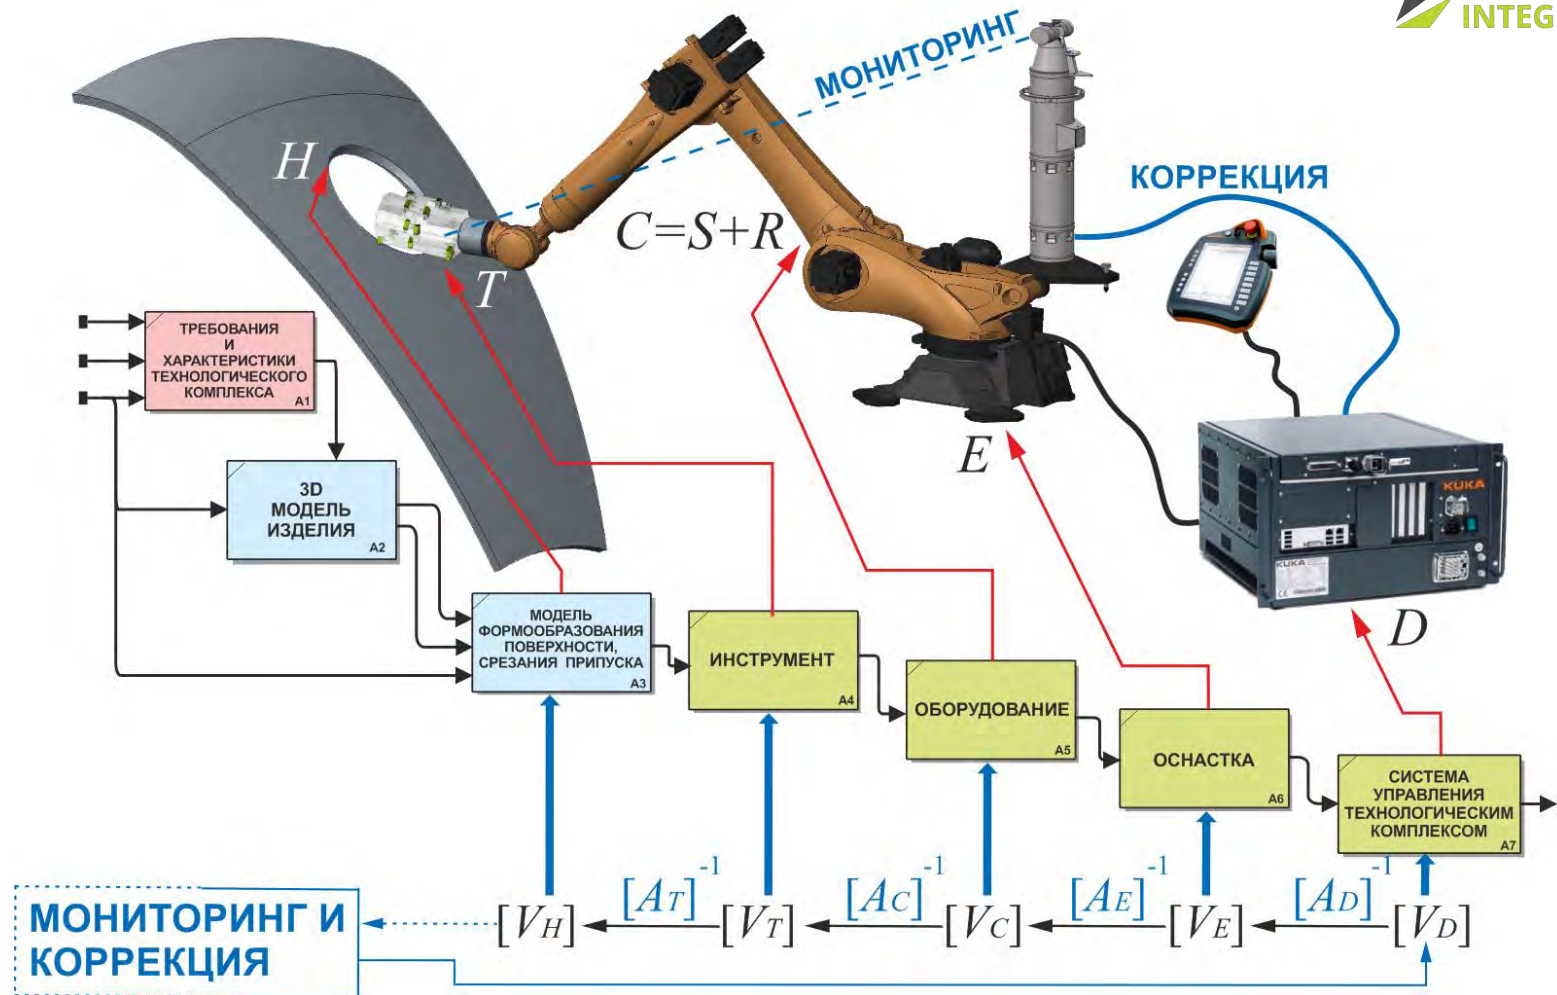 INTEG
МОНИТОРИНГ
H
КОРРЕКЦИЯ
C=S+R
T
ТРЕБОВАНИЯ
И
ХАРАКТЕРИСТИКИ
ТЕХНОЛОГИЧЕСКОГО
КОМПЛЕКСА
A1
E
3D
МОДЕЛЬ
ИЗДЕЛИЯ
A2
KUKA
KUKA
D
МОДЕЛЬ
ФОРМООБРАЗОВАНИЯ
ПОВЕРХНОСТИ,
СРЕЗАНИЯ ПРИПУСКА
A3
ИНСТРУМЕНТ
A4
ОБОРУДОВАНИЕ
A5
ОСНАСТКА
A6
СИСТЕМА
УПРАВЛЕНИЯ
ТЕХНОЛОГИЧЕСКИМ
КОМПЛЕКСОМ
A7
МОНИТОРИНГ И
КОРРЕКЦИЯ
[VH] [AT]-1 [VT] [AC]-1 [VC] [AE]-1 [VE] [AD]-1 [VD]